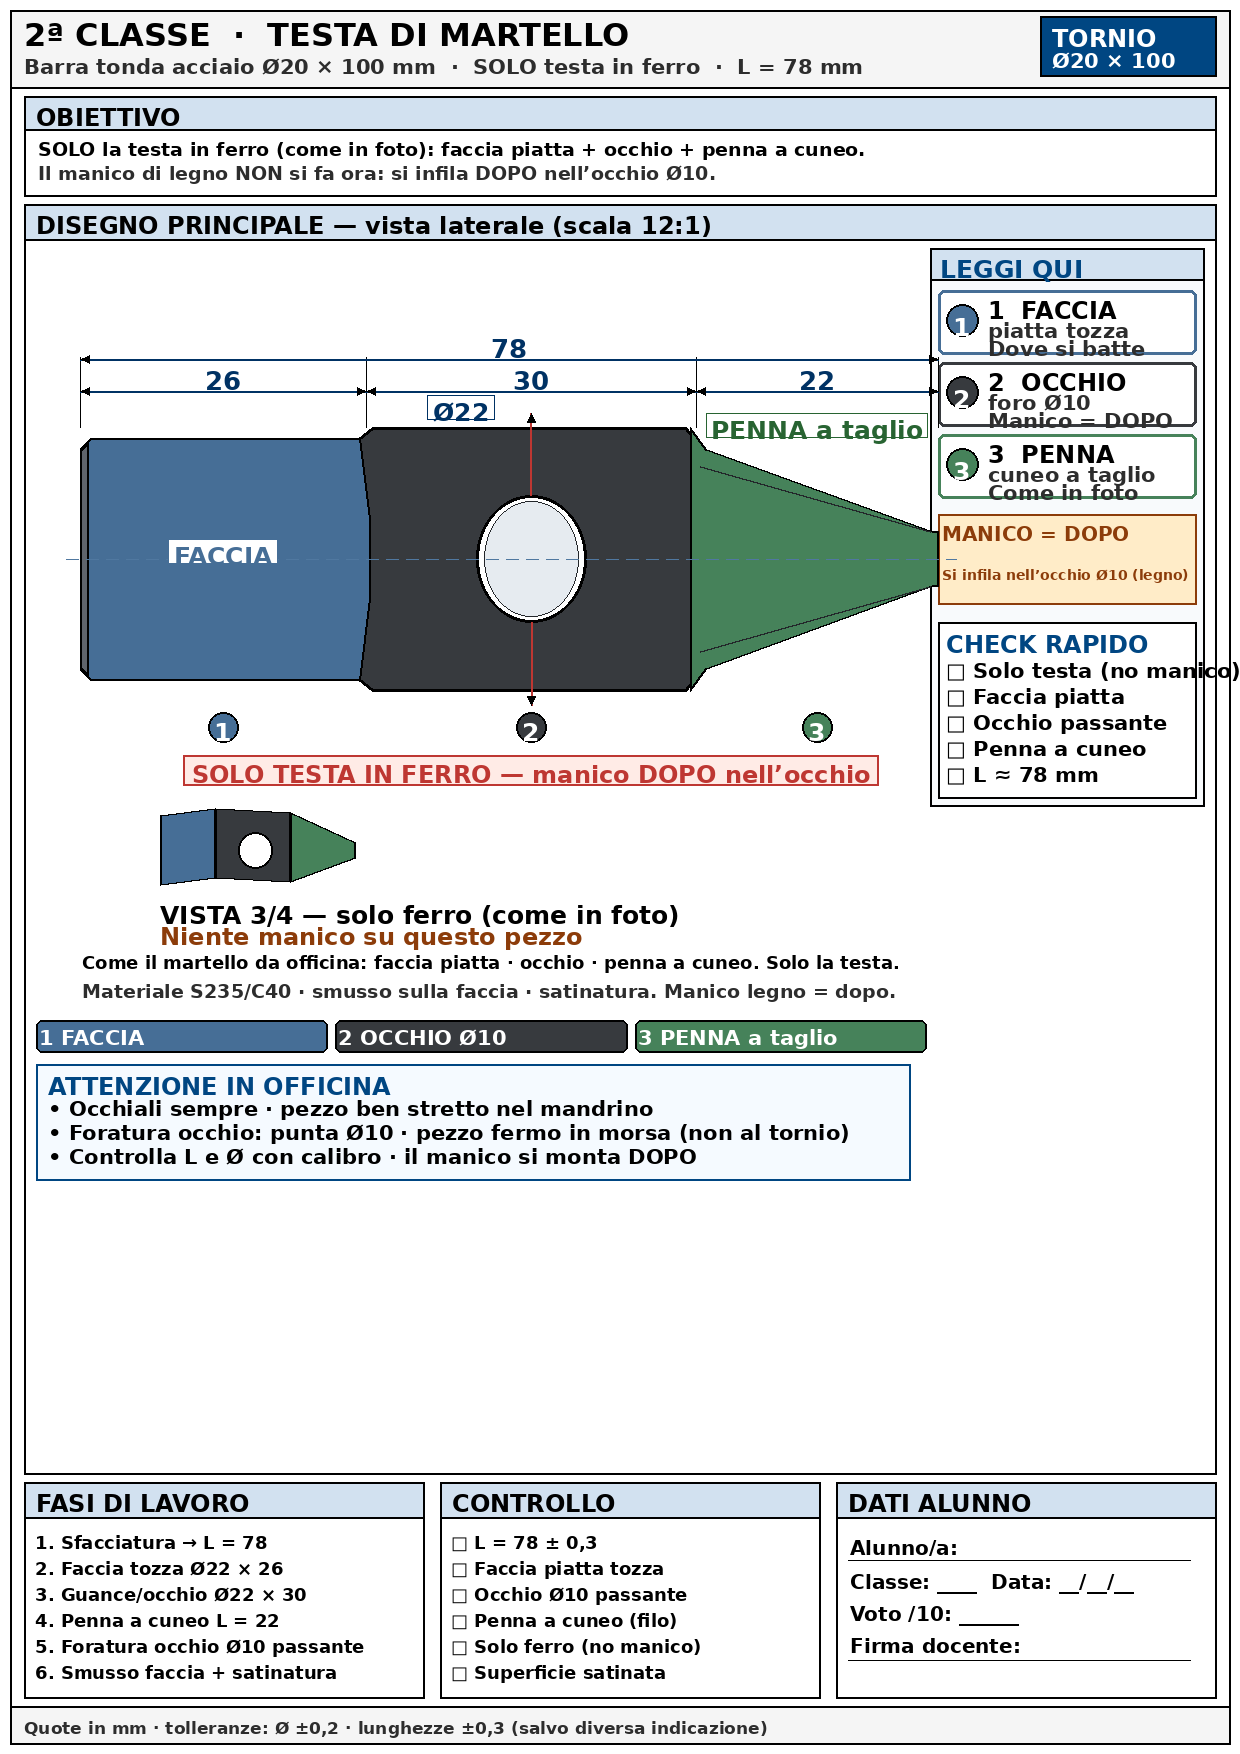 2ª CLASSE · TESTA DI MARTELLO
Barra tonda acciaio Ø20 × 100 mm · SOLO testa in ferro · L = 78 mm
TORNIO
Ø20 × 100
OBIETTIVO
SOLO la testa in ferro (come in foto): faccia piatta + occhio + penna a cuneo.
Il manico di legno NON si fa ora: si infila DOPO nell’occhio Ø10.
DISEGNO PRINCIPALE — vista laterale (scala 12:1)
78
26
30
22
Ø22
PENNA a taglio
FACCIA
1
2
3
SOLO TESTA IN FERRO — manico DOPO nell’occhio
LEGGI QUI
1
1 FACCIA
piatta tozza
Dove si batte
2
2 OCCHIO
foro Ø10
Manico = DOPO
3
3 PENNA
cuneo a taglio
Come in foto
MANICO = DOPO
Si infila nell’occhio Ø10 (legno)
CHECK RAPIDO
□ Solo testa (no manico)
□ Faccia piatta
□ Occhio passante
□ Penna a cuneo
□ L ≈ 78 mm
VISTA 3/4 — solo ferro (come in foto)
Niente manico su questo pezzo
Come il martello da officina: faccia piatta · occhio · penna a cuneo. Solo la testa.
Materiale S235/C40 · smusso sulla faccia · satinatura. Manico legno = dopo.
1 FACCIA
2 OCCHIO Ø10
3 PENNA a taglio
ATTENZIONE IN OFFICINA
• Occhiali sempre · pezzo ben stretto nel mandrino
• Foratura occhio: punta Ø10 · pezzo fermo in morsa (non al tornio)
• Controlla L e Ø con calibro · il manico si monta DOPO
FASI DI LAVORO
1. Sfacciatura → L = 78
2. Faccia tozza Ø22 × 26
3. Guance/occhio Ø22 × 30
4. Penna a cuneo L = 22
5. Foratura occhio Ø10 passante
6. Smusso faccia + satinatura
CONTROLLO
□ L = 78 ± 0,3
□ Faccia piatta tozza
□ Occhio Ø10 passante
□ Penna a cuneo (filo)
□ Solo ferro (no manico)
□ Superficie satinata
DATI ALUNNO
Alunno/a:
Classe: ____ Data: __/__/__
Voto /10: ______
Firma docente:
Quote in mm · tolleranze: Ø ±0,2 · lunghezze ±0,3 (salvo diversa indicazione)